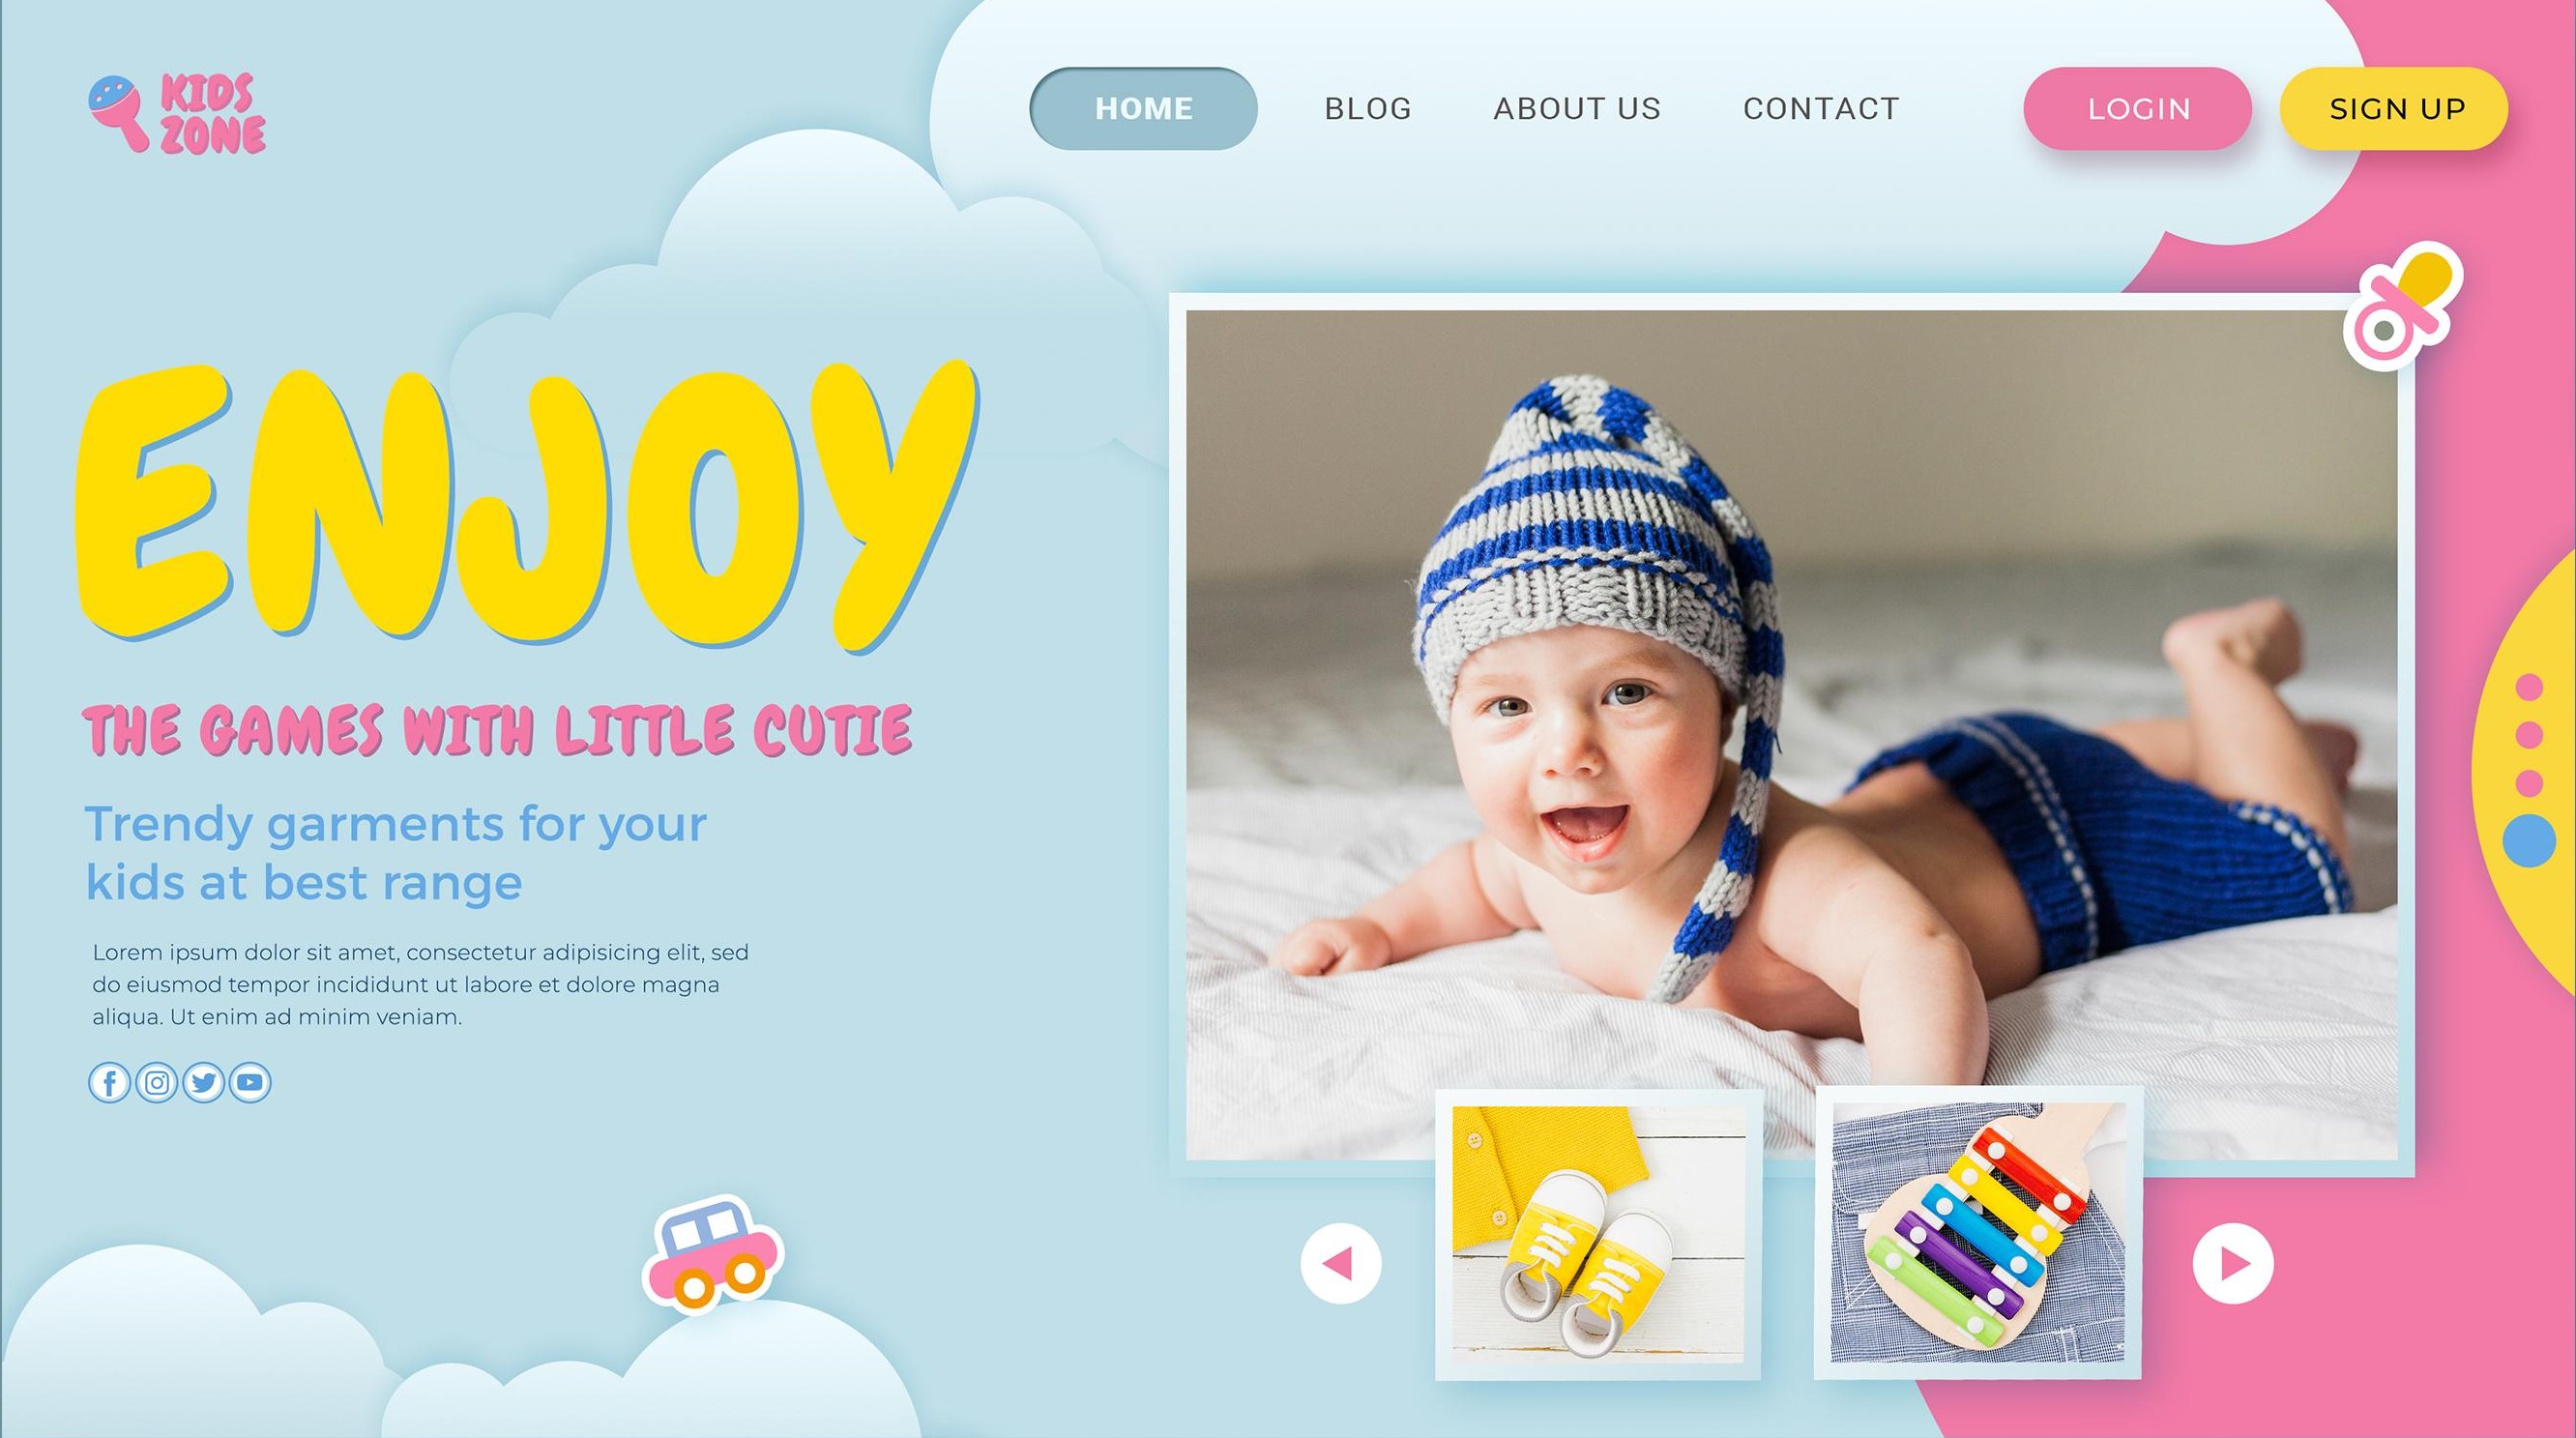 KIDS
ZONE
HOME
BLOG
ABOUT US
CONTACT
LOGIN
SIGN UP
ENJOY
THE GAMES WITH LITTLE CUTIE
Trendy garments for your
kids at best range
Lorem ipsum dolor sit amet, consectetur adipisicing elit, sed
do eiusmod tempor incididunt ut labore et dolore magna
aliqua. Ut enim ad minim veniam.